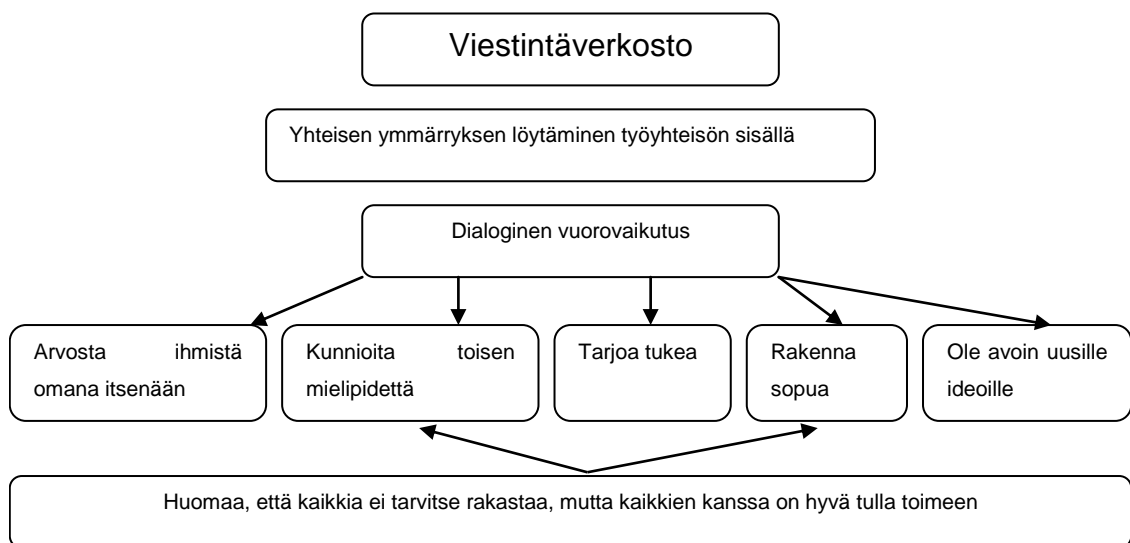 Viestintäverkosto
Yhteisen ymmärryksen löytäminen työyhteisön sisällä
Dialoginen vuorovaikutus
Arvosta ihmistä
omana itsenään
Kunnioita toisen
mielipidettä
Tarjoa tukea
Rakenna
sopua
Ole avoin uusille
ideoille
Huomaa, että kaikkia ei tarvitse rakastaa, mutta kaikkien kanssa on hyvä tulla toimeen